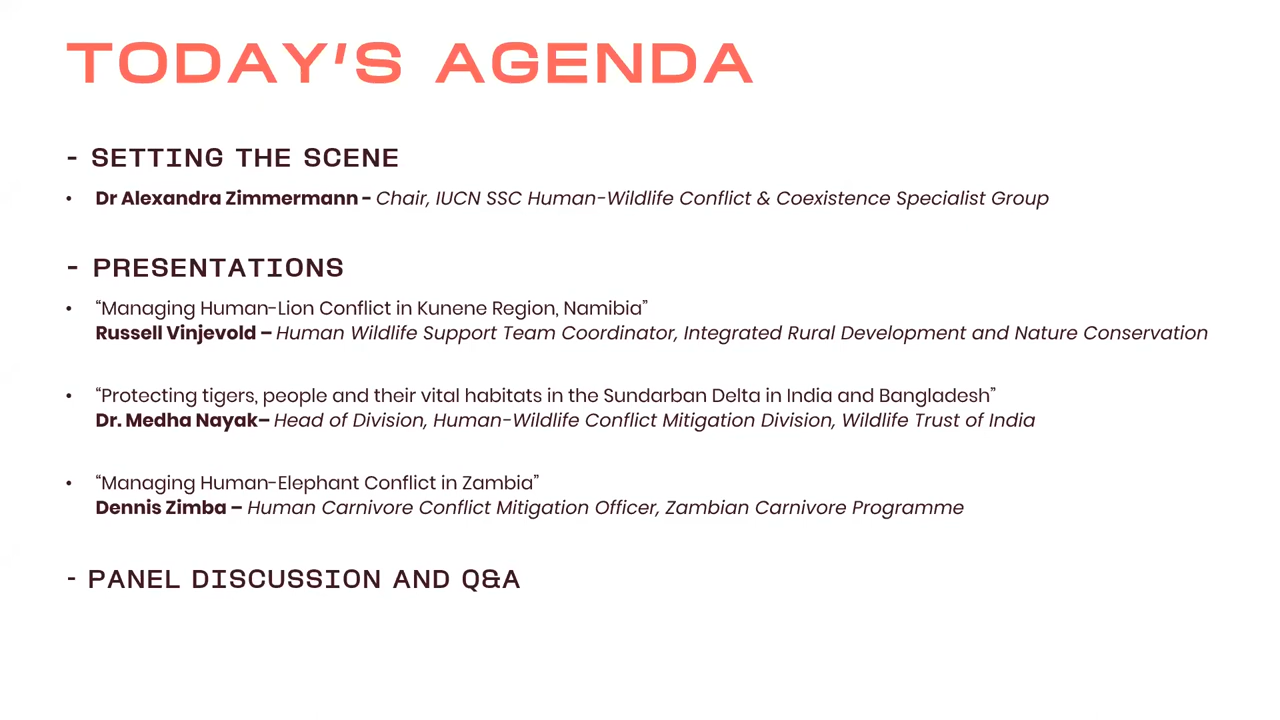 TODAY'S AGENDA
- SETTING THE SCENE
• Dr Alexandra Zimmermann - Chair, IUCN SSC Human-Wildlife Conflict & Coexistence Specialist Group
- PRESENTATIONS
• “Managing Human-Lion Conflict in Kunene Region, Namibia”
Russell Vinjevold – Human Wildlife Support Team Coordinator, Integrated Rural Development and Nature Conservation
• “Protecting tigers, people and their vital habitats in the Sundarban Delta in India and Bangladesh”
Dr. Medha Nayak– Head of Division, Human-Wildlife Conflict Mitigation Division, Wildlife Trust of India
• “Managing Human-Elephant Conflict in Zambia”
Dennis Zimba – Human Carnivore Conflict Mitigation Officer, Zambian Carnivore Programme
- PANEL DISCUSSION AND Q&A